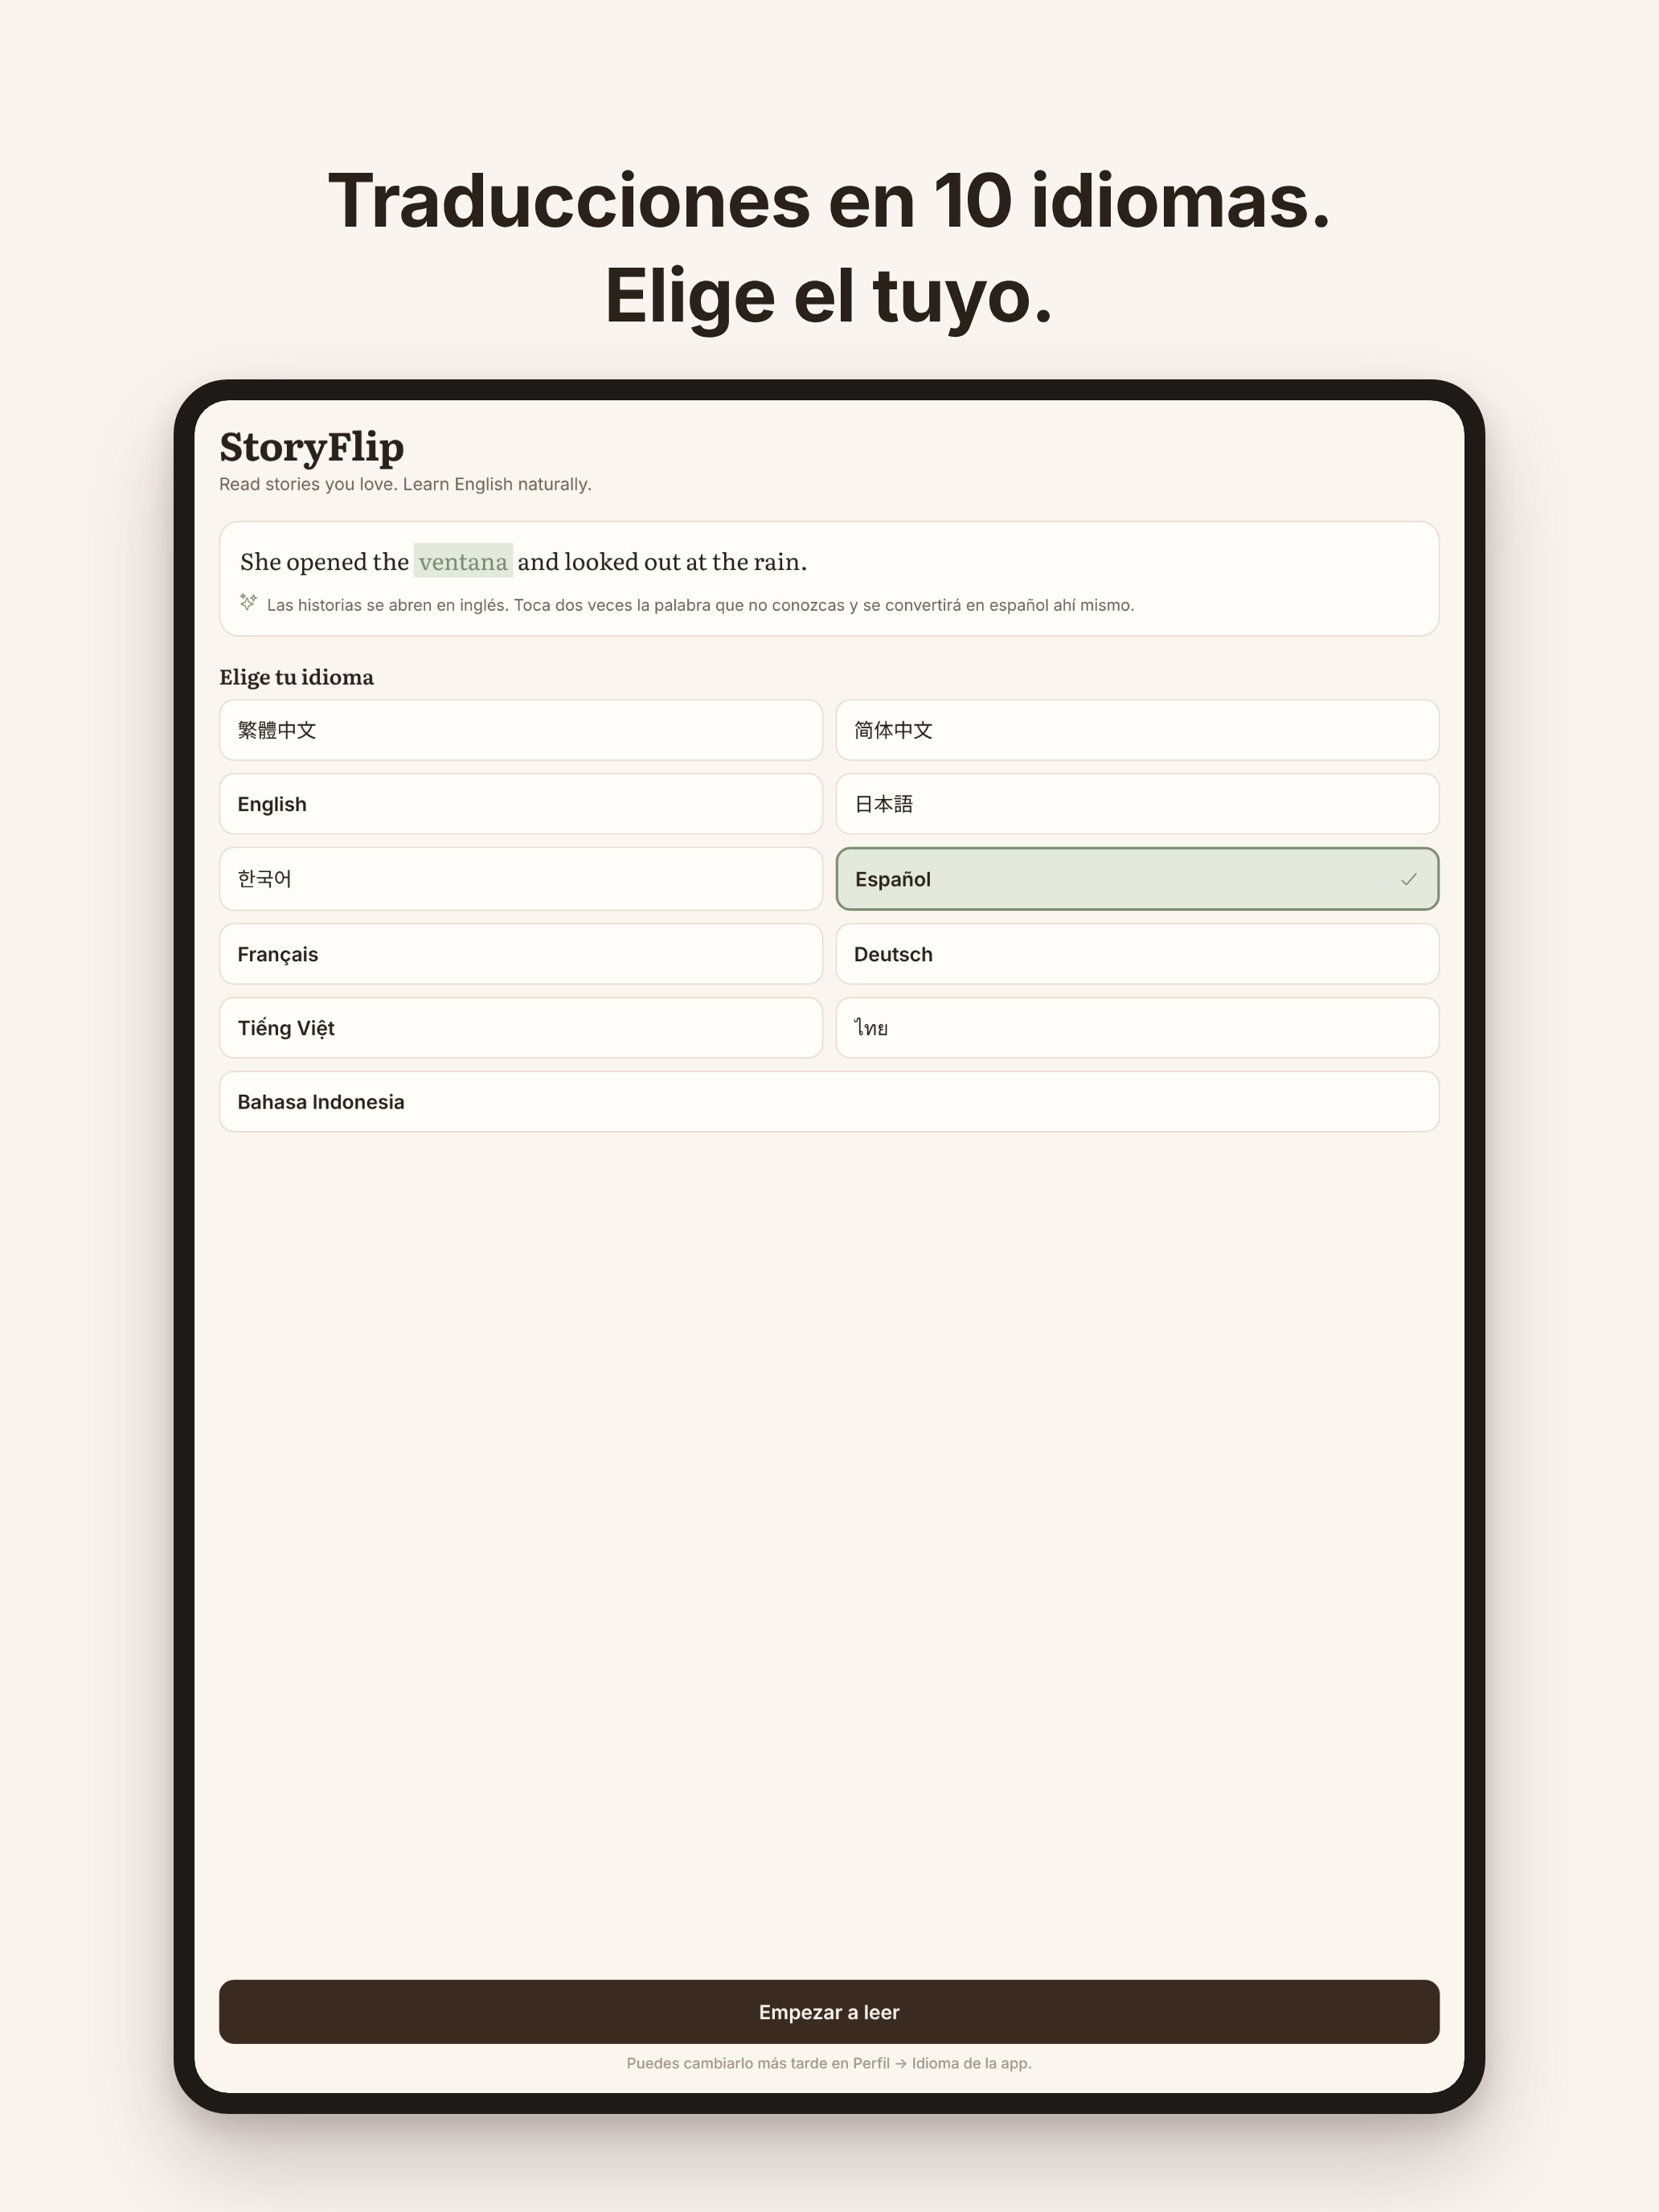 Traducciones en 10 idiomas.
Elige el tuyo.
StoryFlip
Read stories you love. Learn English naturally.
She opened the ventana and looked out at the rain.
Las historias se abren en inglés. Toca dos veces la palabra que no conozcas y se convertirá en español ahí mismo.
Elige tu idioma
繁體中文
简体中文
English
日本語
한국어
Español
Français
Deutsch
Tiếng Việt
ไทย
Bahasa Indonesia
Empezar a leer
Puedes cambiarlo más tarde en Perfil → Idioma de la app.